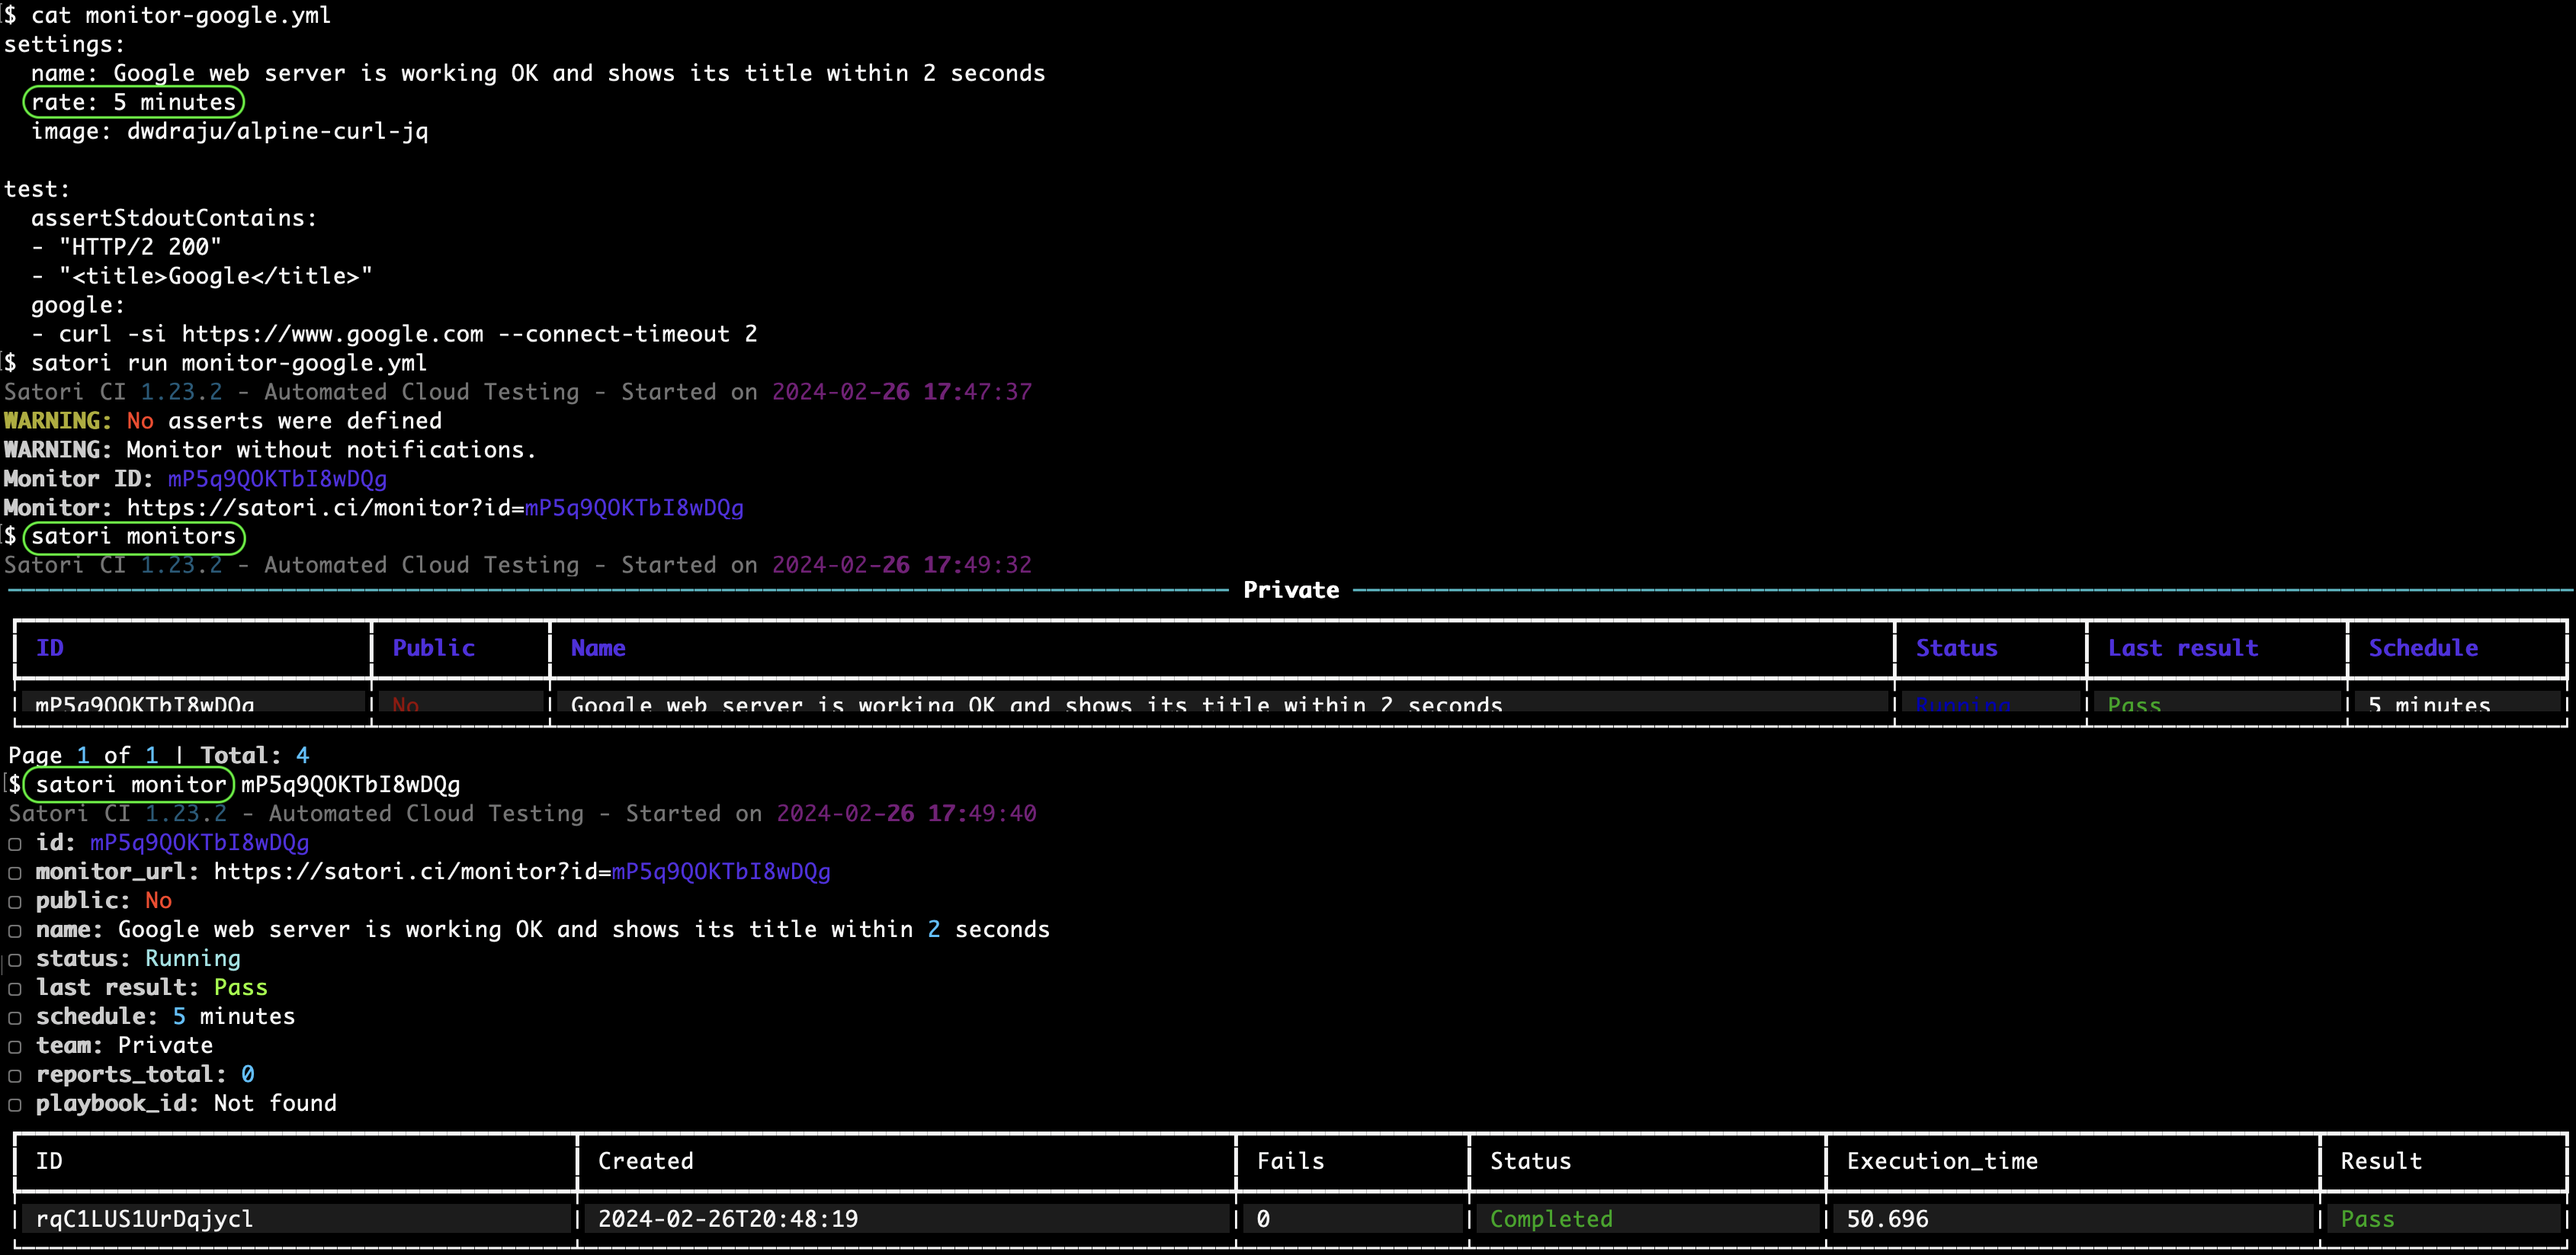 $ cat monitor-google.yml
settings:
  name: Google web server is working OK and shows its title within 2 seconds
  rate: 5 minutes
  image: dwdraju/alpine-curl-jq

test:
  assertStdoutContains:
  - "HTTP/2 200"
  - "<title>Google</title>"
  google:
  - curl -si https://www.google.com --connect-timeout 2
$ satori run monitor-google.yml
Satori CI 1.23.2 - Automated Cloud Testing - Started on 2024-02-26 17:47:37
WARNING: No asserts were defined
WARNING: Monitor without notifications.
Monitor ID: mP5q9QOKTbI8wDQg
Monitor: https://satori.ci/monitor?id=mP5q9QOKTbI8wDQg
$ satori monitors
Satori CI 1.23.2 - Automated Cloud Testing - Started on 2024-02-26 17:49:32
Private
ID Public Name Status Last result Schedule
mP5q9QOKTbI8wDQg No Google web server is working OK and shows its title within 2 seconds Running Pass 5 minutes
Page 1 of 1 | Total: 4
$ satori monitor mP5q9QOKTbI8wDQg
Satori CI 1.23.2 - Automated Cloud Testing - Started on 2024-02-26 17:49:40
▢ id: mP5q9QOKTbI8wDQg
▢ monitor_url: https://satori.ci/monitor?id=mP5q9QOKTbI8wDQg
▢ public: No
▢ name: Google web server is working OK and shows its title within 2 seconds
▢ status: Running
▢ last result: Pass
▢ schedule: 5 minutes
▢ team: Private
▢ reports_total: 0
▢ playbook_id: Not found
ID Created Fails Status Execution_time Result
rqC1LUS1UrDqjycl 2024-02-26T20:48:19 0 Completed 50.696 Pass